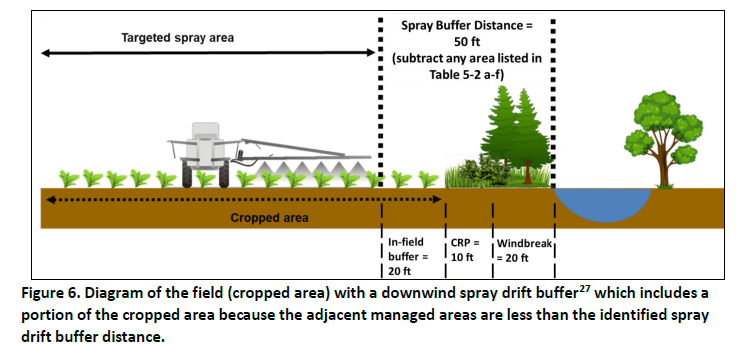 Targeted spray area
Spray Buffer Distance =
50 ft
(subtract any area listed in
Table 5-2 a-f)
Cropped area
In-field
buffer =
20 ft
CRP =
10 ft
Windbreak
= 20 ft
Figure 6. Diagram of the field (cropped area) with a downwind spray drift buffer27 which includes a
portion of the cropped area because the adjacent managed areas are less than the identified spray
drift buffer distance.